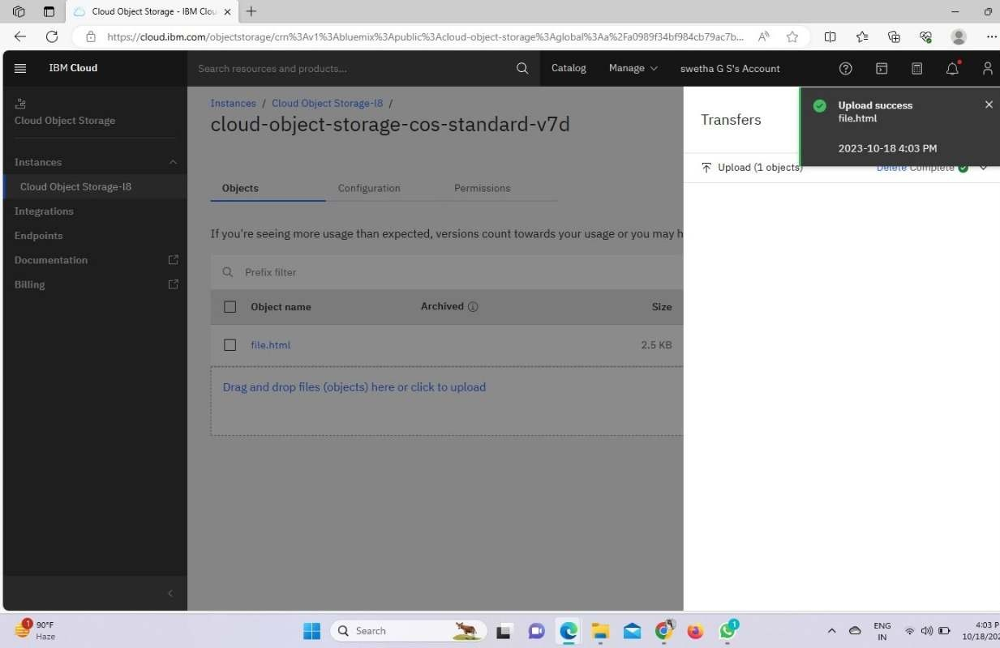 Cloud Object Storage - IBM Clou
https://cloud.ibm.com/objectstorage/crn%3Av1%3Abluemix%3Apublic%3Acloud-object-storage%3Aglobal%3Aa%2Fa0989f34bf984cb79ac7b...
IBM Cloud
Search resources and products...
Catalog
Manage
swetha G S's Account
Cloud Object Storage
Instances
Cloud Object Storage-l8
Integrations
Endpoints
Documentation
Billing
Instances / Cloud Object Storage-l8 /
cloud-object-storage-cos-standard-v7d
Objects
Configuration
Permissions
If you're seeing more usage than expected, versions count towards your usage or you may h
Prefix filter
Object name
Archived
Size
file.html
2.5 KB
Drag and drop files (objects) here or click to upload
Transfers
Upload (1 objects)
Delete Complete
Upload success
file.html
2023-10-18 4:03 PM
1
90°F
Haze
Search
1
ENG
IN
4:03 P
10/18/202